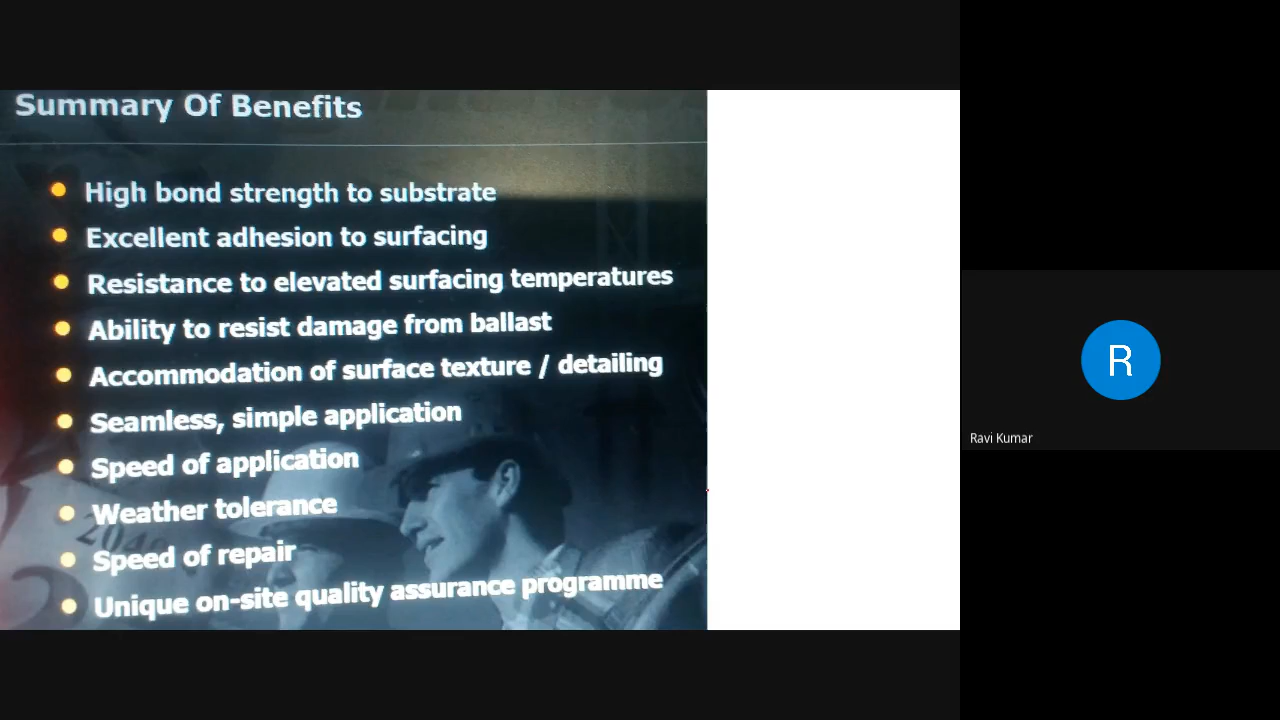 Summary Of Benefits
High bond strength to substrate
Excellent adhesion to surfacing
Resistance to elevated surfacing temperatures
Ability to resist damage from ballast
Accommodation of surface texture / detailing
Seamless, simple application
Speed of application
Weather tolerance
2040
Speed of repair
Unique on-site quality assurance programme
R
Ravi Kumar